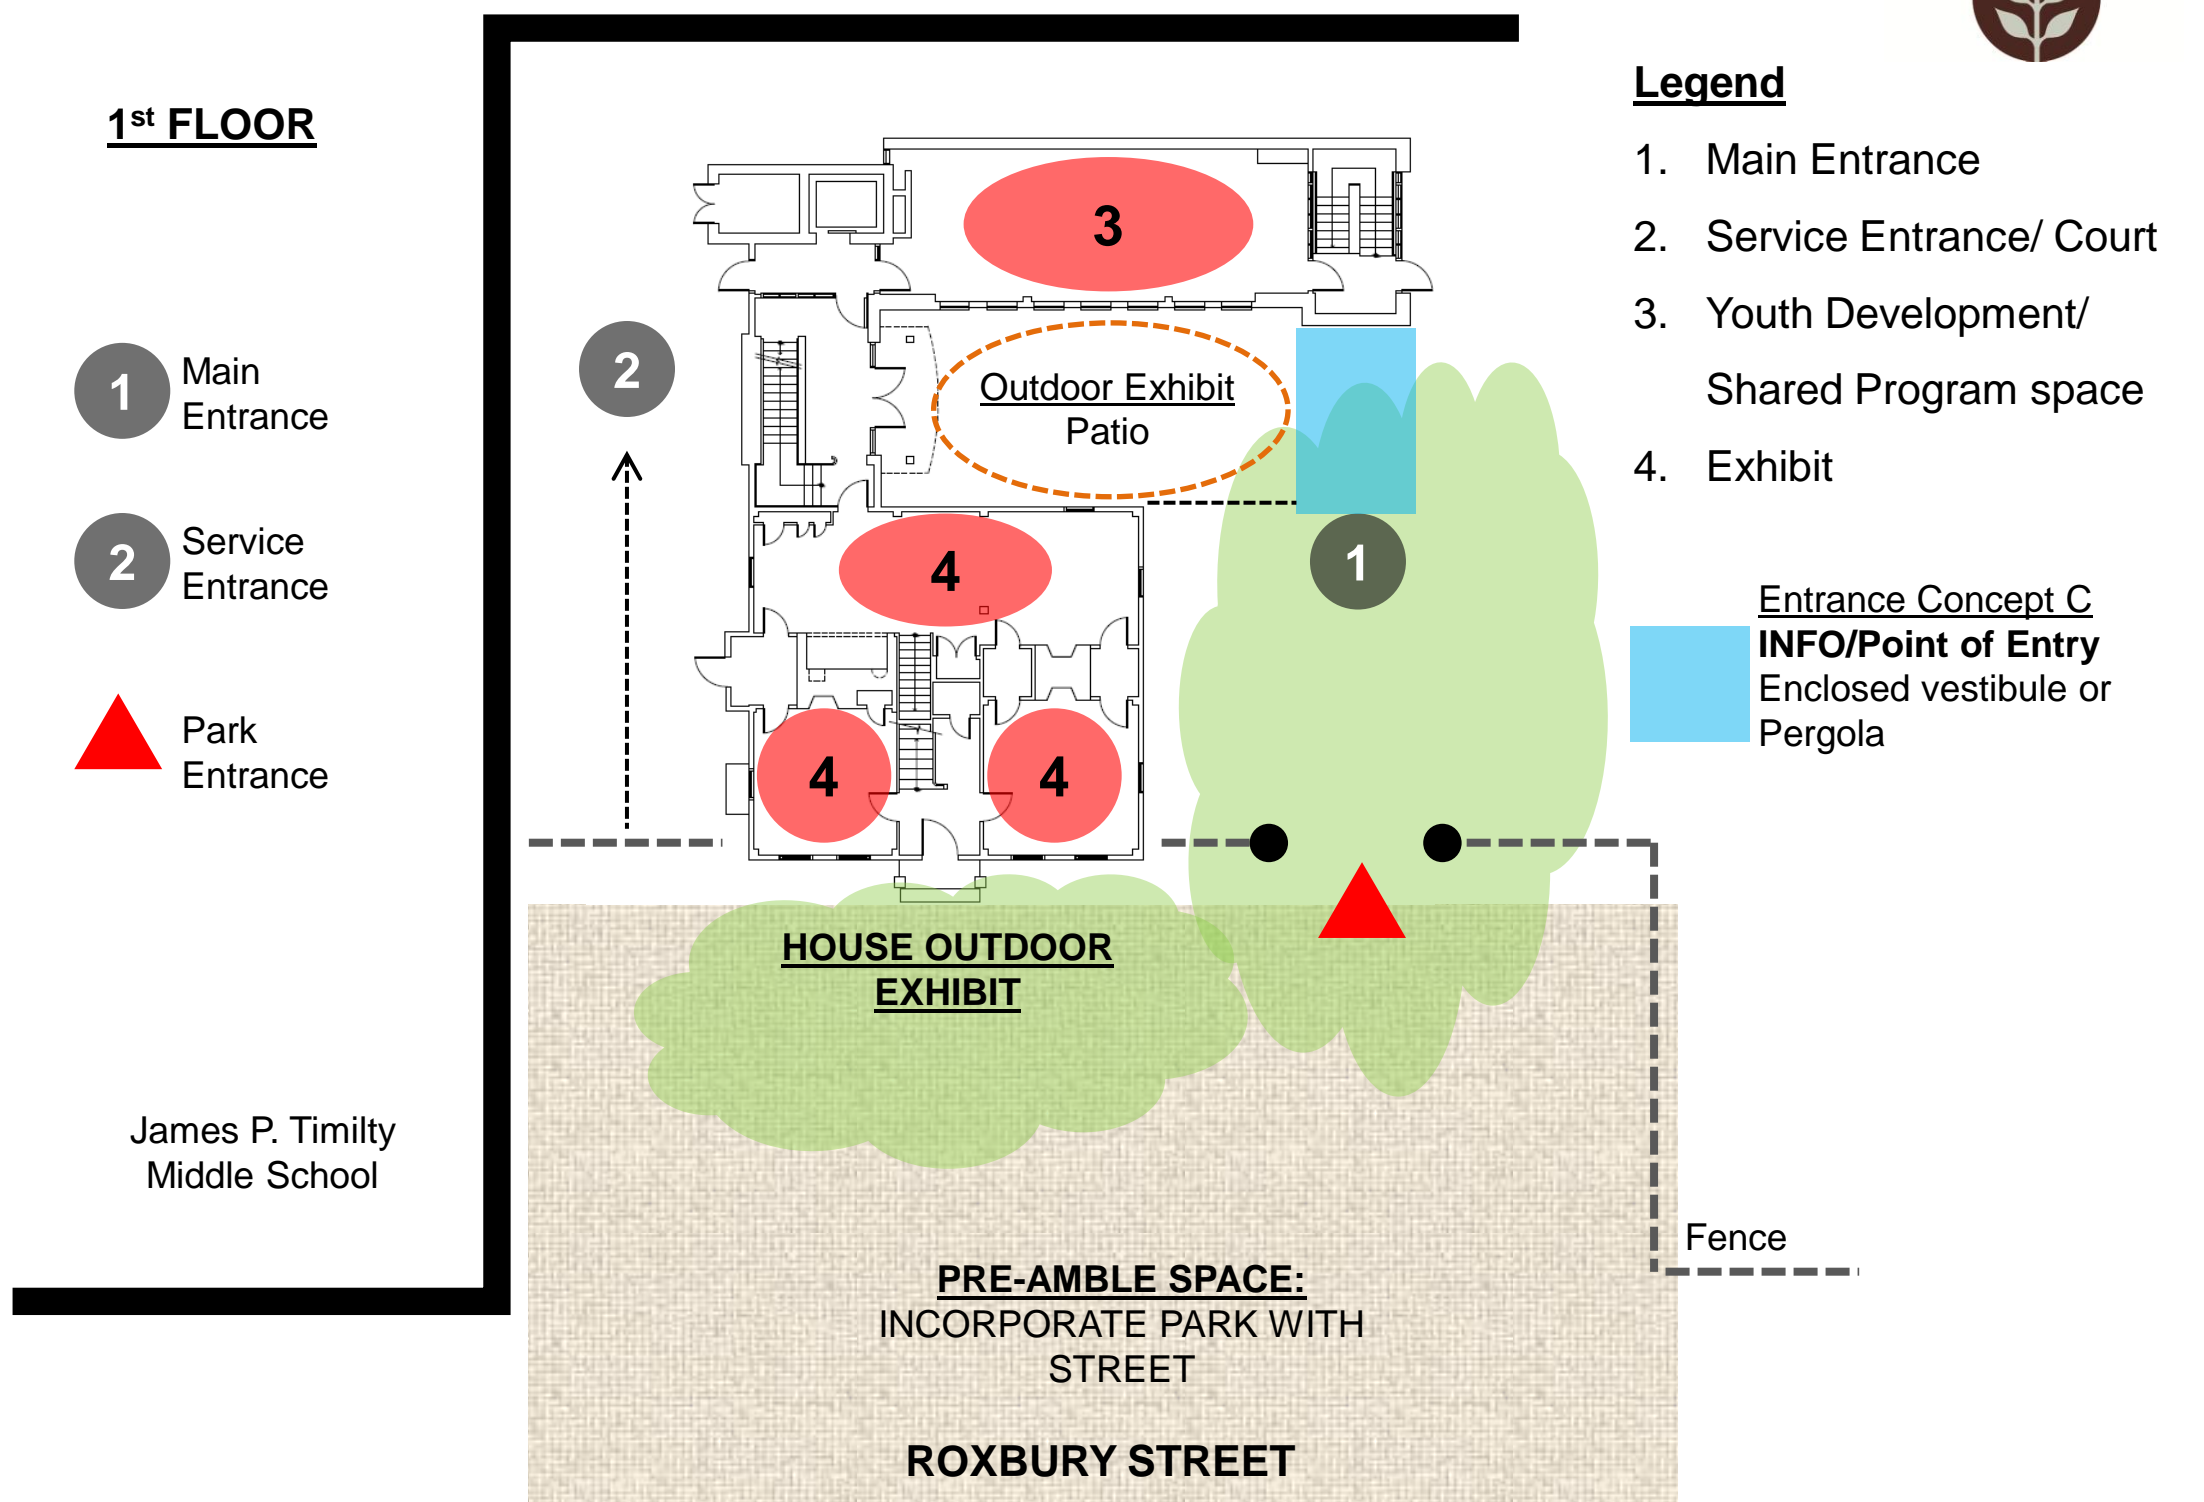 1st FLOOR
1
Main
Entrance
2
Service
Entrance
Park
Entrance
James P. Timilty
Middle School
2
3
Outdoor Exhibit
Patio
4
1
4
4
HOUSE OUTDOOR
EXHIBIT
PRE-AMBLE SPACE:
INCORPORATE PARK WITH
STREET
ROXBURY STREET
Legend
1. Main Entrance
2. Service Entrance/ Court
3. Youth Development/
Shared Program space
4. Exhibit
Entrance Concept C
INFO/Point of Entry
Enclosed vestibule or
Pergola
Fence